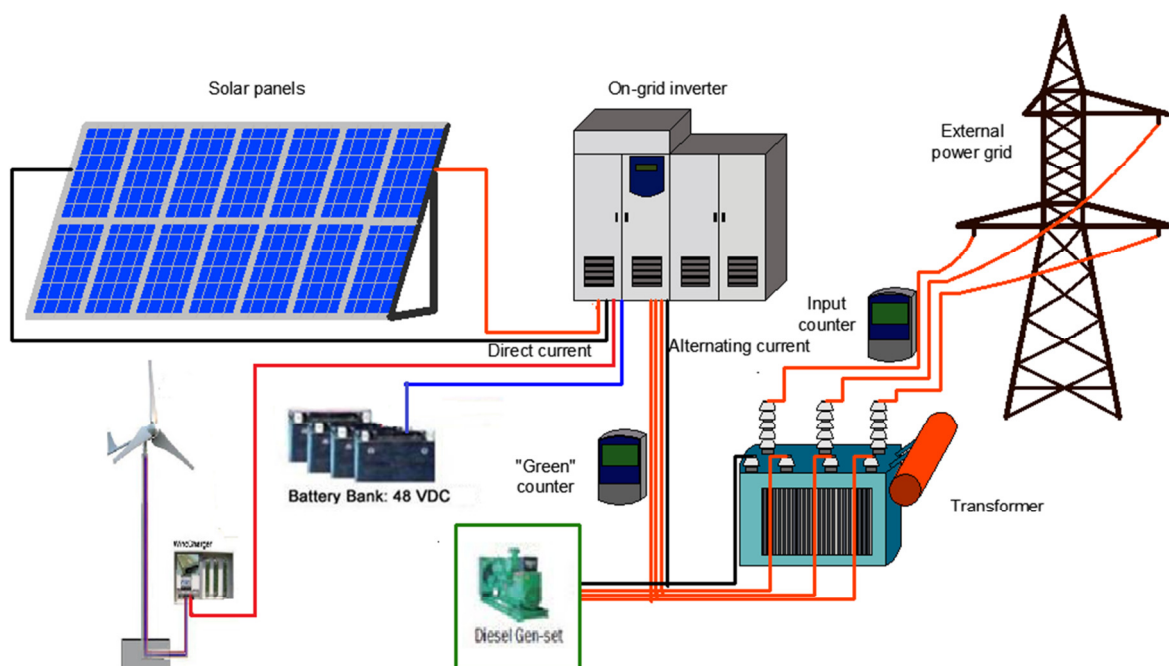 Solar panels
On-grid inverter
External
power grid
Input
counter
Direct current
Alternating current
"Green"
counter
Battery Bank: 48 VDC
Transformer
WindCharger
Diesel Gen-set